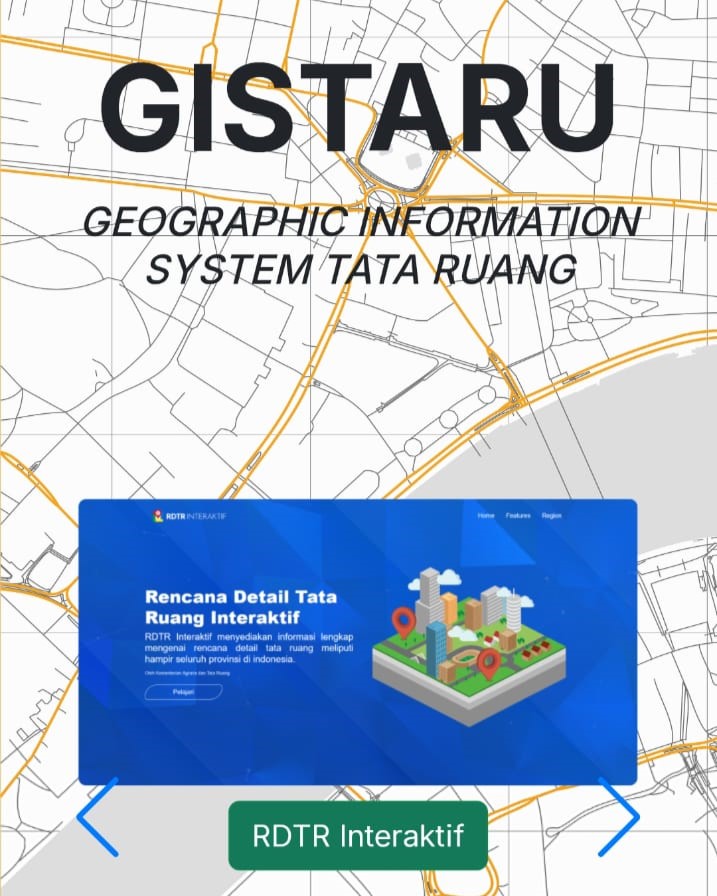 GISTARU
GEOGRAPHIC INFORMATION
SYSTEM TATA RUANG
RDTR INTERAKTIF
Home Features Region
Rencana Detail Tata
Ruang Interaktif
RDTR Interaktif menyediakan informasi lengkap
mengenai rencana detail tata ruang meliputi
hampir seluruh provinsi di indonesia.
Oleh Kementerian Agraria dan Tata Ruang
Pelajari
RDTR Interaktif